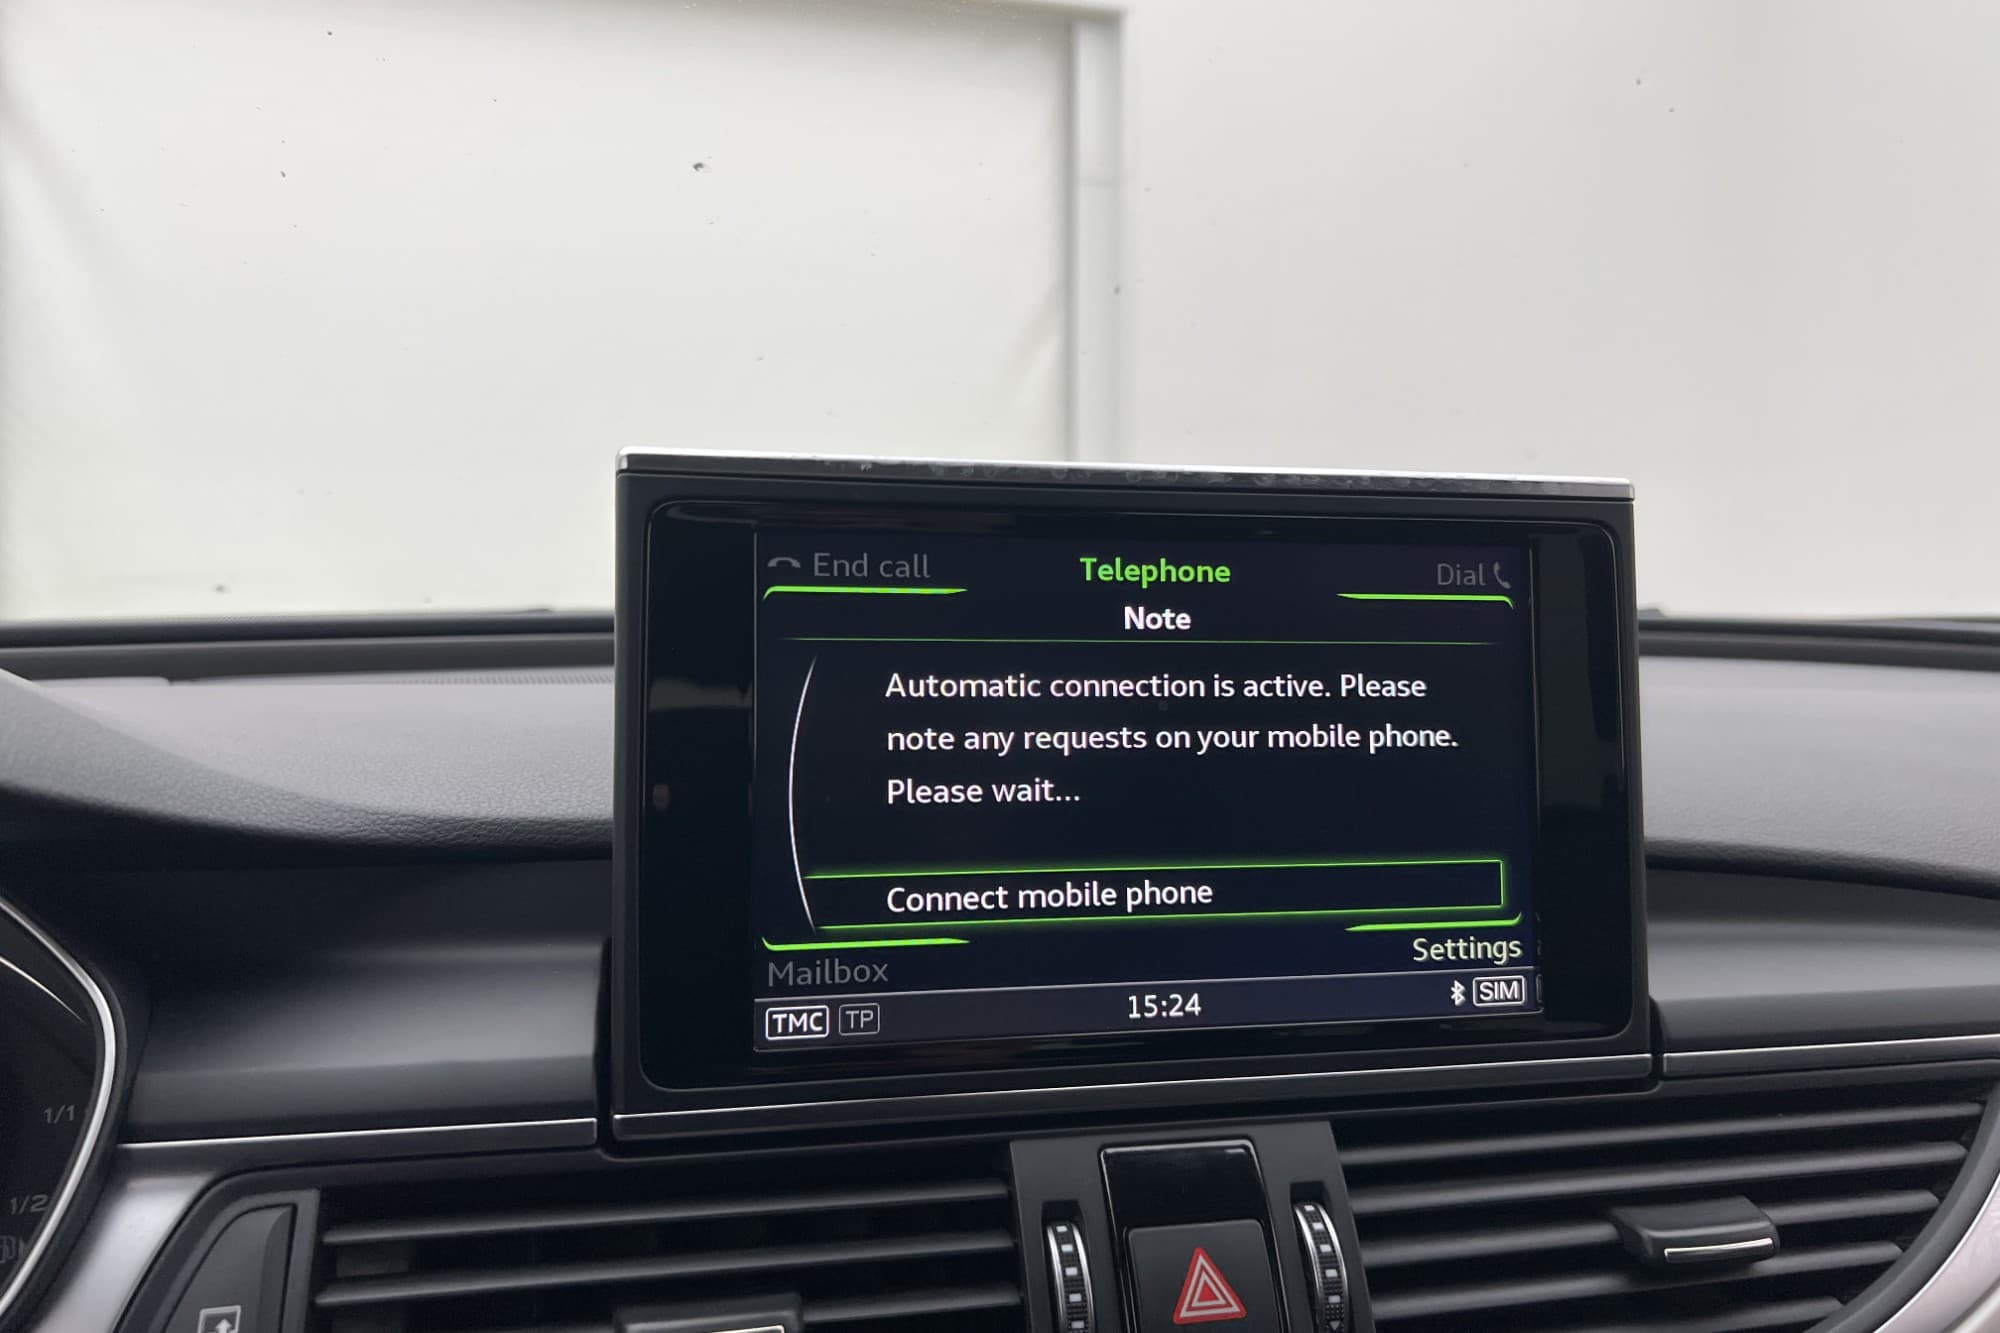 End call
Telephone
Dial
Note
Automatic connection is active. Please
note any requests on your mobile phone.
Please wait...
Connect mobile phone
Settings
Mailbox
TMC TP
15:24
SIM
1/1
1/2